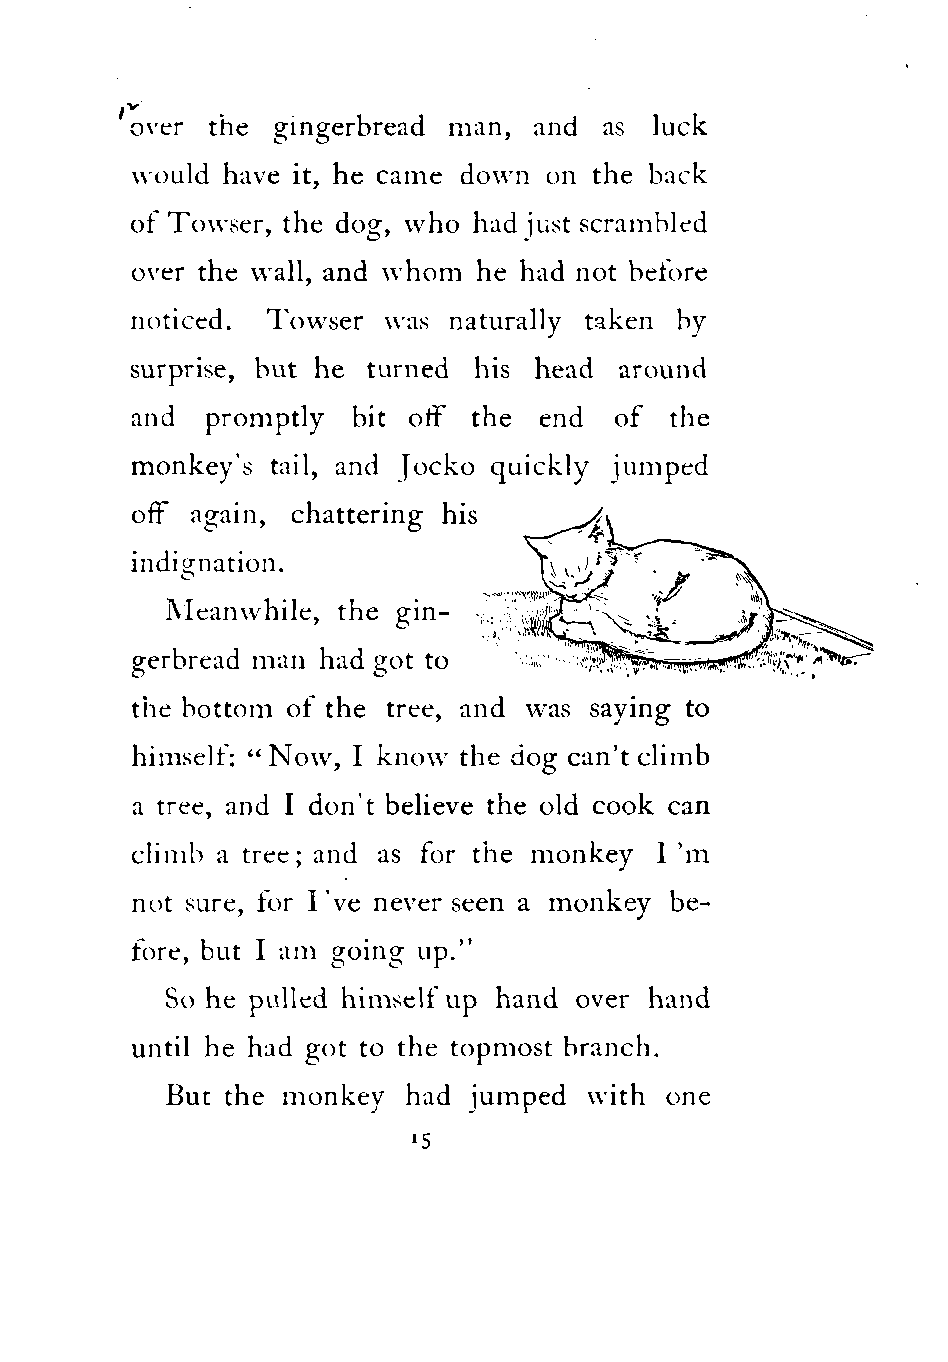 over the gingerbread man, and as luck
would have it, he came down on the back
of Towser, the dog, who had just scrambled
over the wall, and whom he had not before
noticed. Towser was naturally taken by
surprise, but he turned his head around
and promptly bit off the end of the
monkey's tail, and Jocko quickly jumped
off again, chattering his
indignation.
Meanwhile, the gin-
gerbread man had got to
the bottom of the tree, and was saying to
himself: “Now, I know the dog can't climb
a tree, and I don't believe the old cook can
climb a tree; and as for the monkey I 'm
not sure, for I 've never seen a monkey be-
fore, but I am going up.”
So he pulled himself up hand over hand
until he had got to the topmost branch.
But the monkey had jumped with one
15